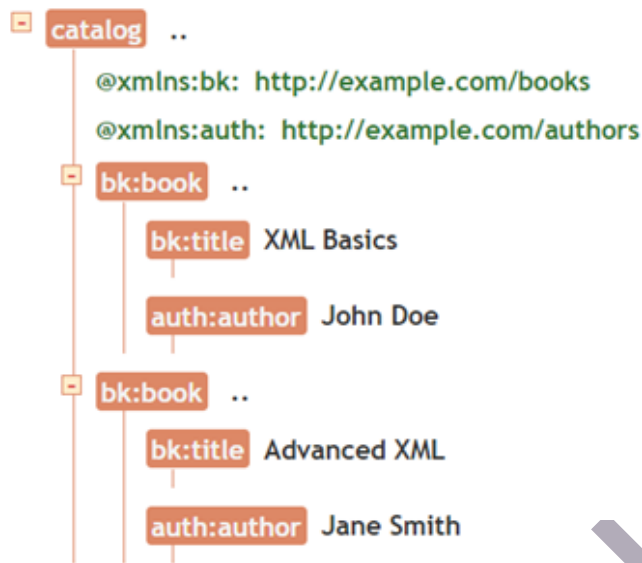 catalog ..
@xmlns:bk: http://example.com/books
@xmlns:auth: http://example.com/authors
bk:book ..
bk:title XML Basics
auth:author John Doe
bk:book ..
bk:title Advanced XML
auth:author Jane Smith